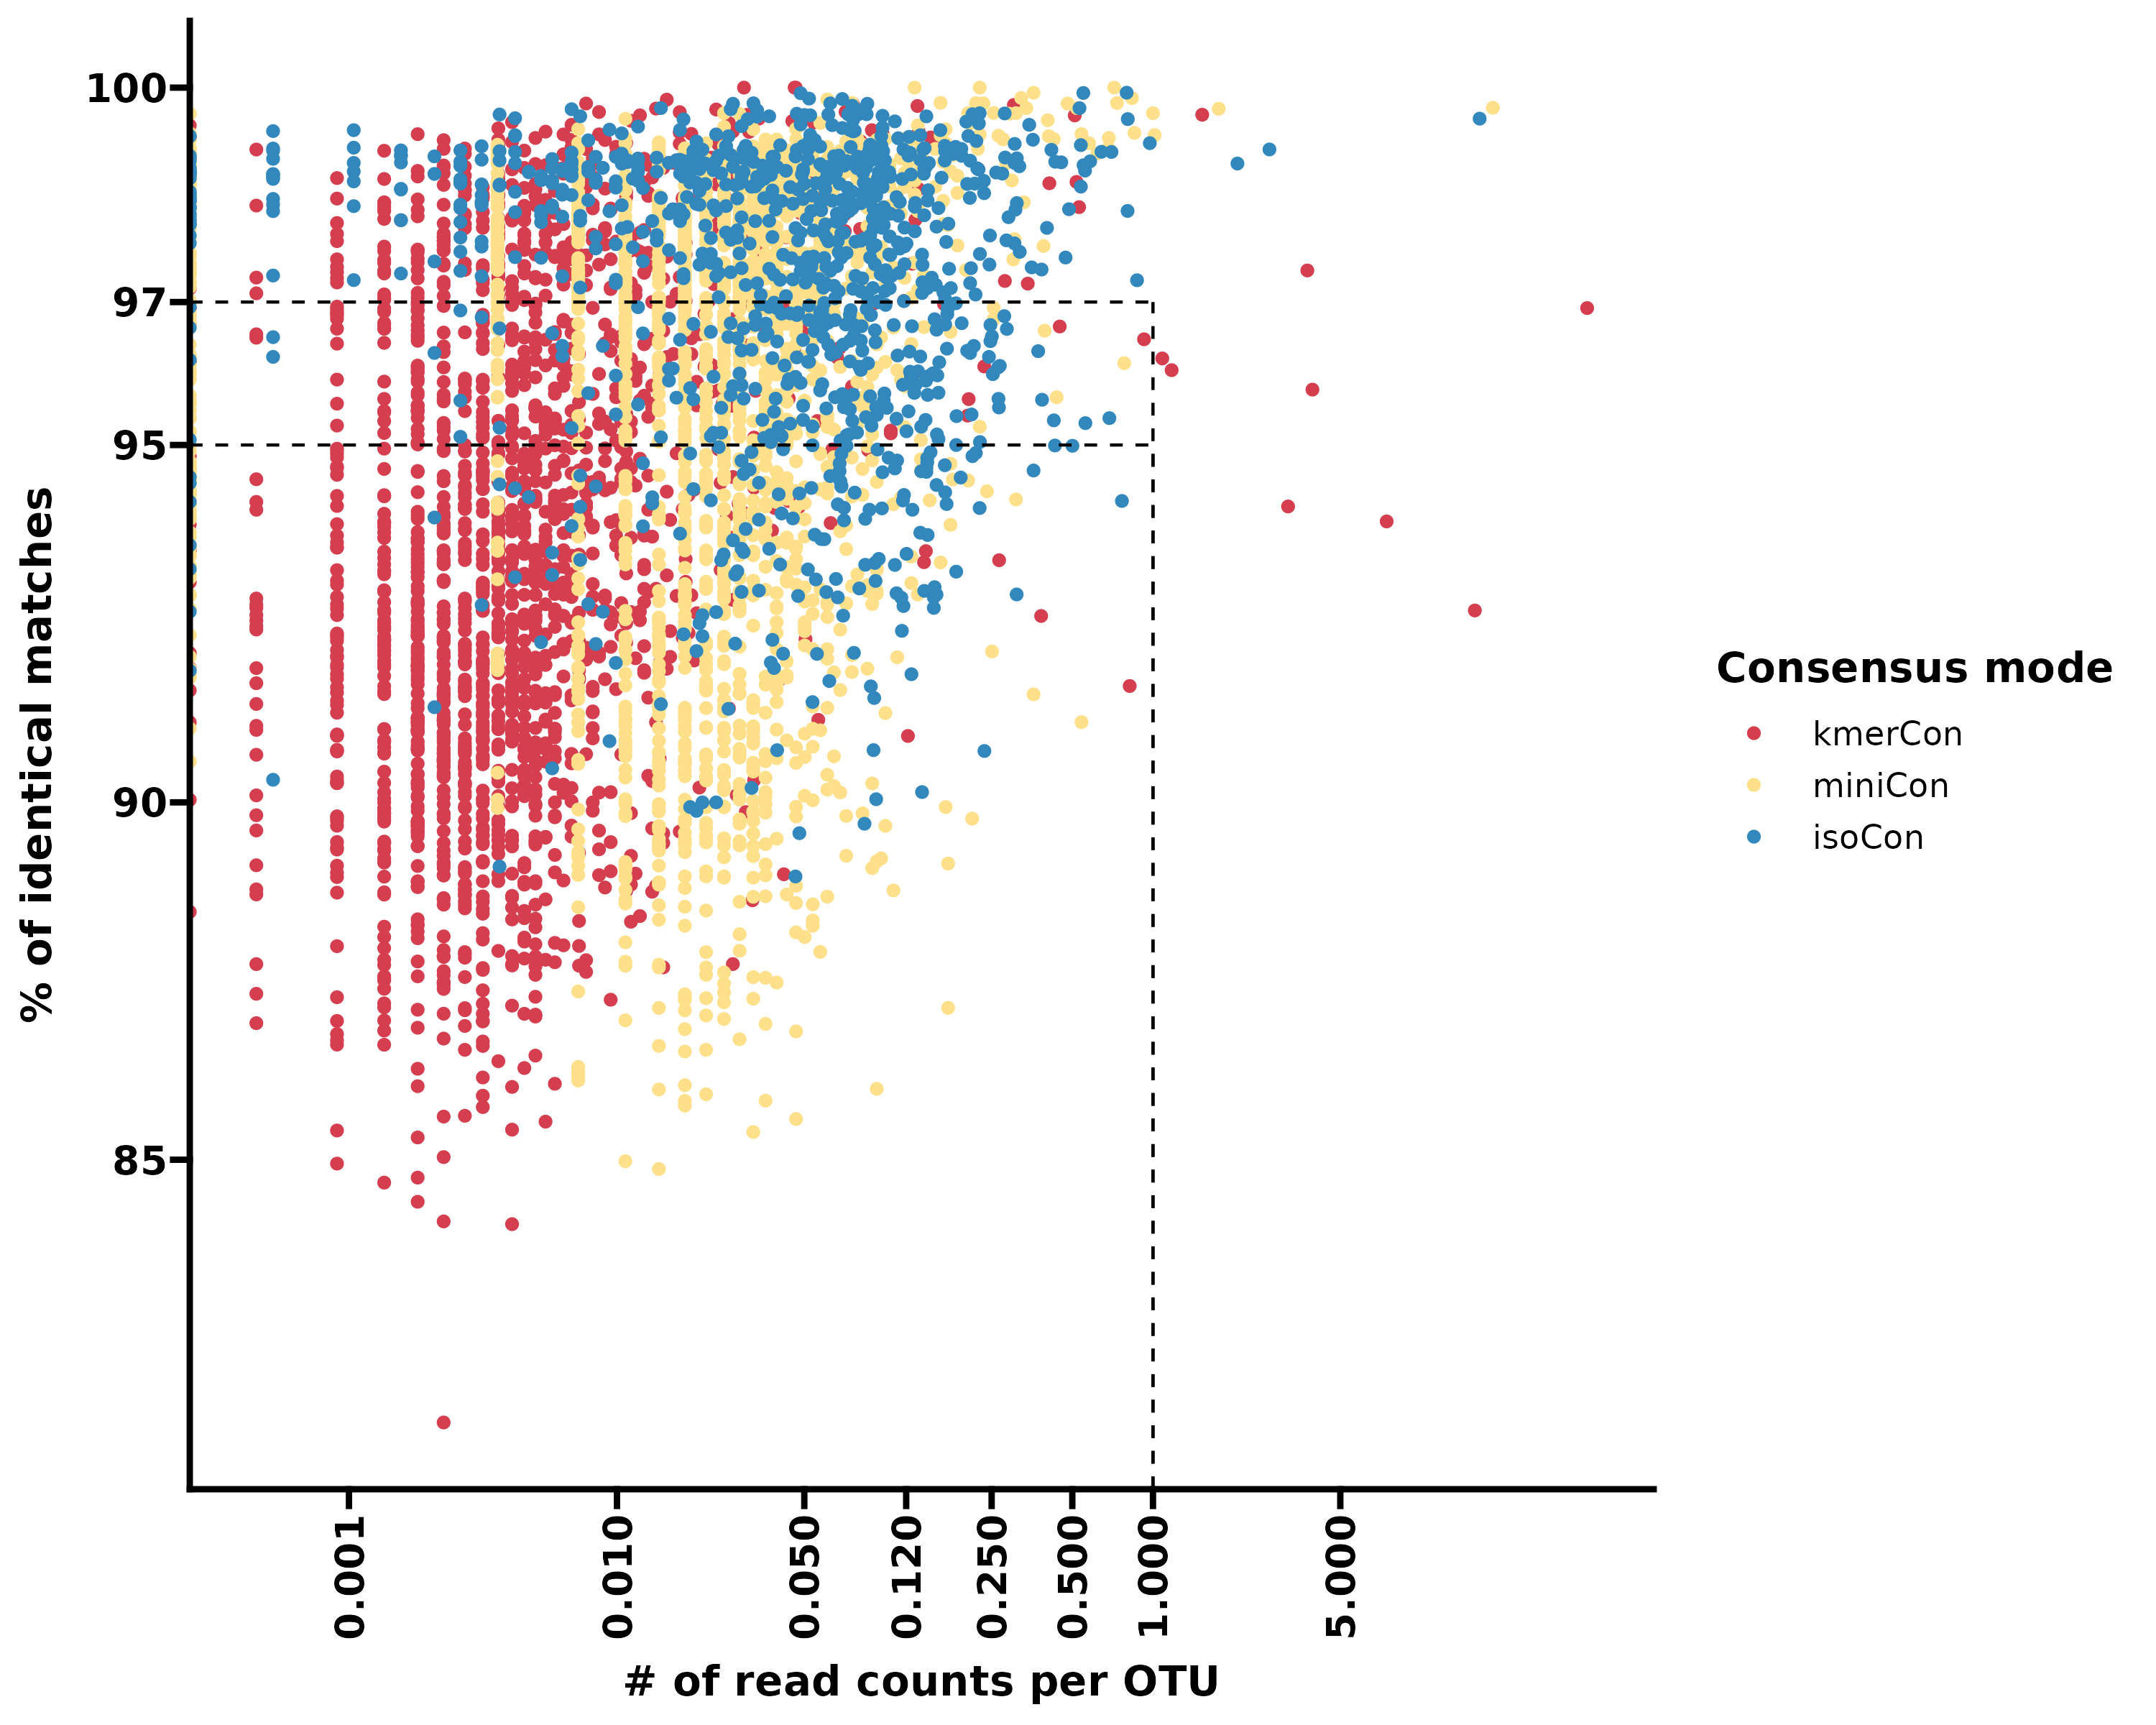 100
97
95
90
85
% of identical matches
0.001
0.010
0.050
0.120
0.250
0.500
1.000
5.000
# of read counts per OTU
Consensus mode
kmerCon
miniCon
isoCon